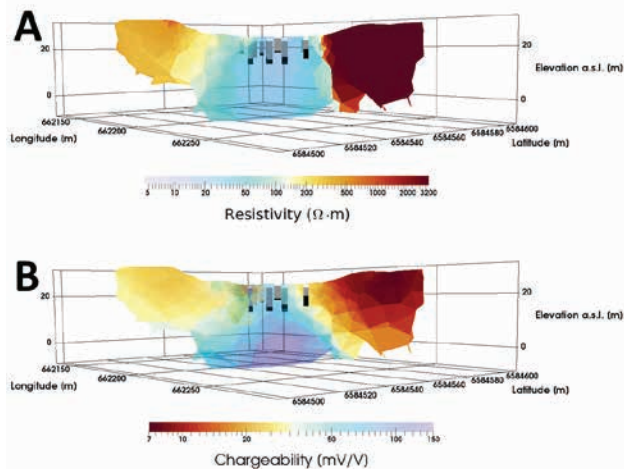 A
20
0
Longitude (m)
662150
662200
662250
6584500
6584520
6584540
6584560
6584580
6584600
Latitude (m)
20
0
Elevation a.s.l. (m)
5 10 20 50 100 200 500 1000 2000 3200
Resistivity (Ω·m)
B
20
0
Longitude (m)
662150
662200
662250
6584500
6584520
6584540
6584560
6584580
6584600
Latitude (m)
20
0
Elevation a.s.l. (m)
7 10 20 50 100 150
Chargeability (mV/V)